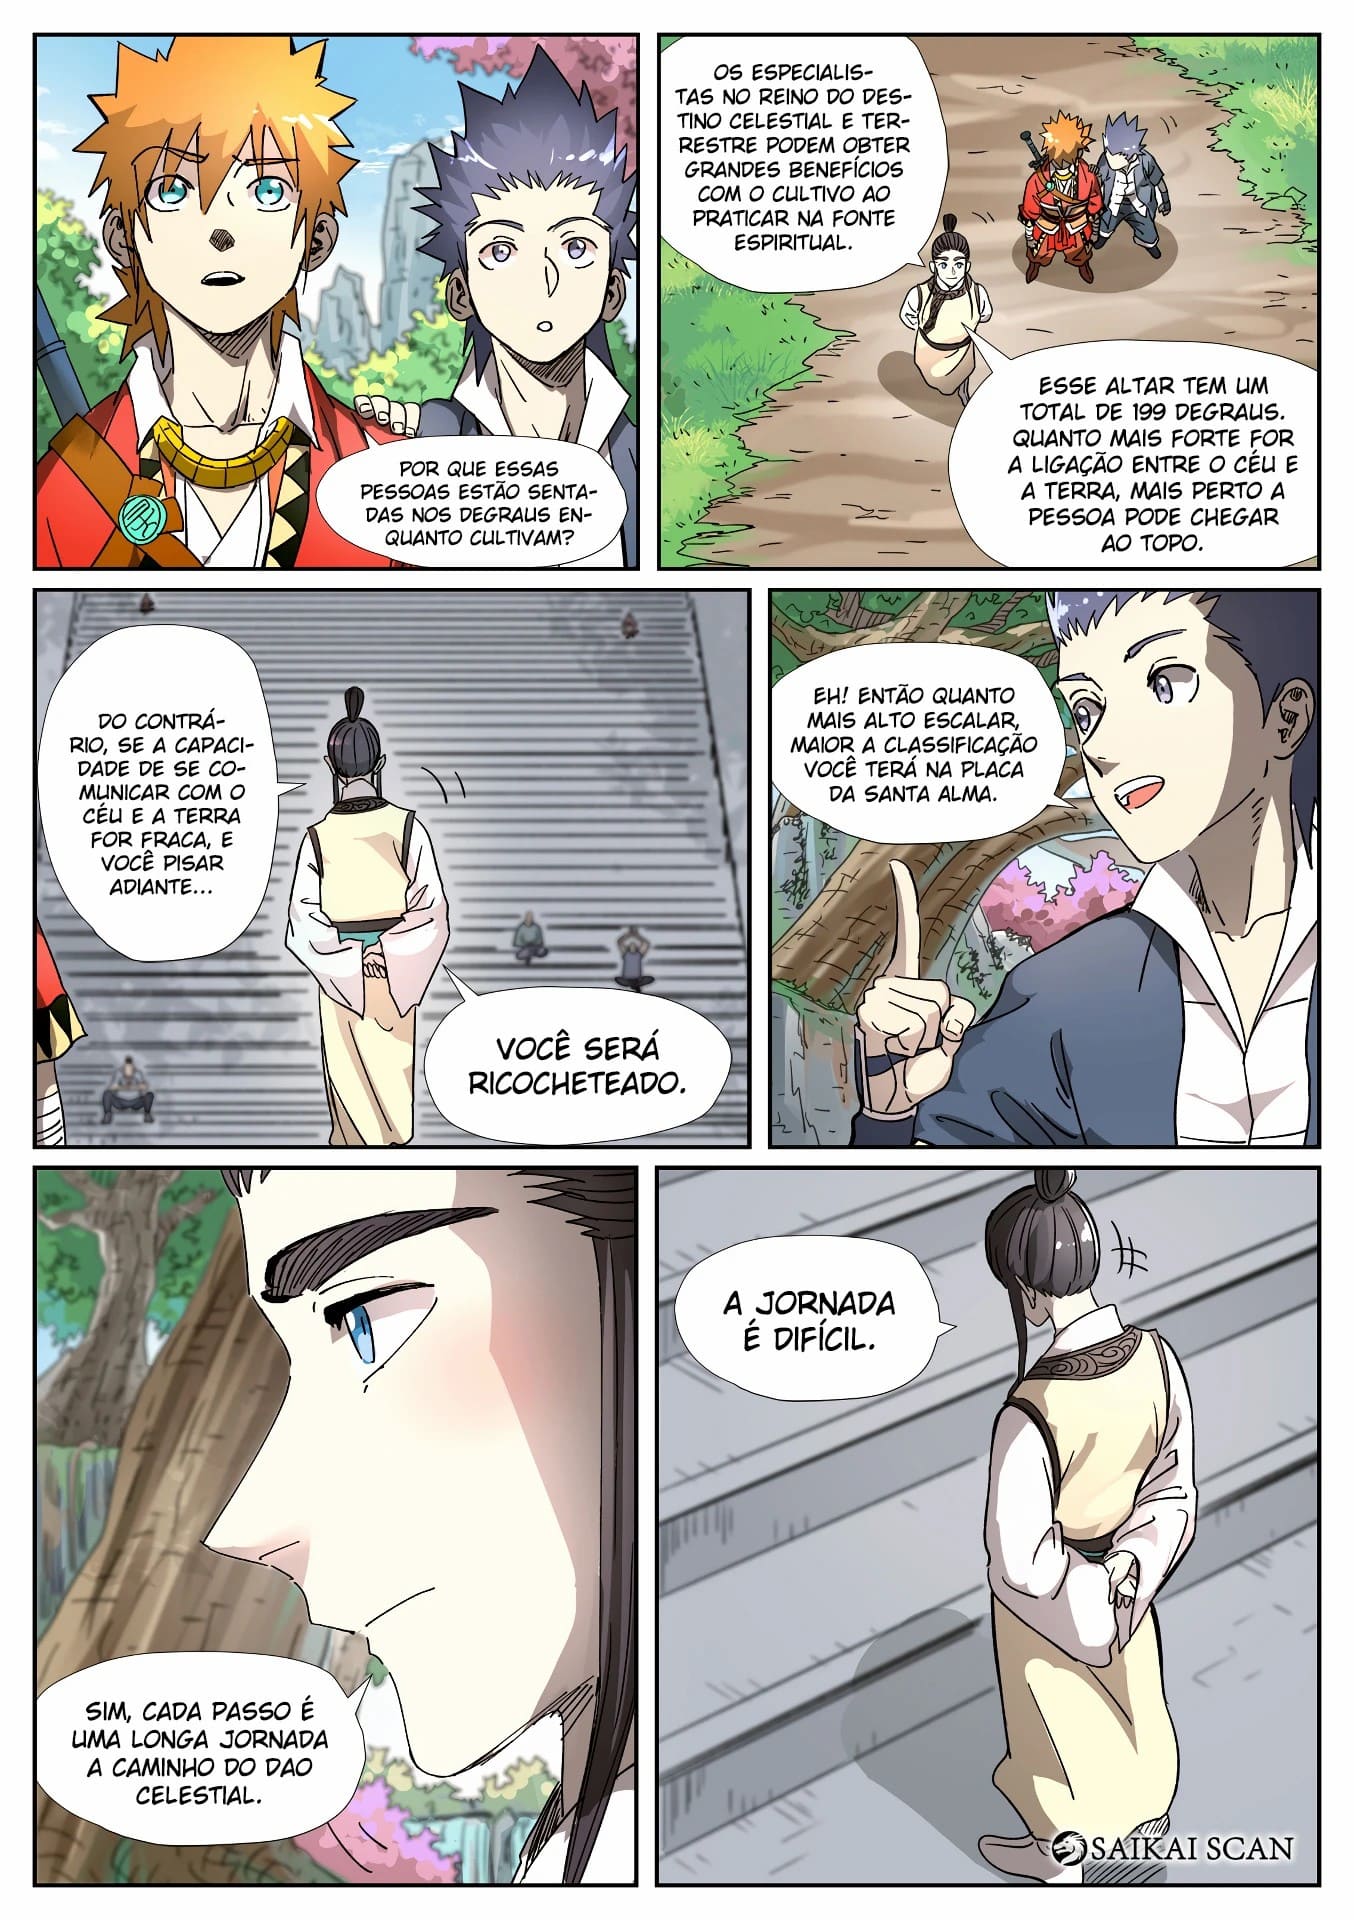 POR QUE ESSAS
PESSOAS ESTÃO SENTA-
DAS NOS DEGRAUS EN-
QUANTO CULTIVAM?
OS ESPECIALIS-
TAS NO REINO DO DES-
TINO CELESTIAL E TER-
RESTRE PODEM OBTER
GRANDES BENEFÍCIOS
COM O CULTIVO AO
PRATICAR NA FONTE
ESPIRITUAL.
ESSE ALTAR TEM UM
TOTAL DE 199 DEGRAUS.
QUANTO MAIS FORTE FOR
A LIGAÇÃO ENTRE O CÉU E
A TERRA, MAIS PERTO A
PESSOA PODE CHEGAR
AO TOPO.
DO CONTRÁ-
RIO, SE A CAPACI-
DADE DE SE CO-
MUNICAR COM O
CÉU E A TERRA
FOR FRACA, E
VOCÊ PISAR
ADIANTE...
VOCÊ SERÁ
RICOCHETEADO.
EH! ENTÃO QUANTO
MAIS ALTO ESCALAR,
MAIOR A CLASSIFICAÇÃO
VOCÊ TERÁ NA PLACA
DA SANTA ALMA.
SIM, CADA PASSO É
UMA LONGA JORNADA
A CAMINHO DO DAO
CELESTIAL.
A JORNADA
É DIFÍCIL.
SAIKAI SCAN